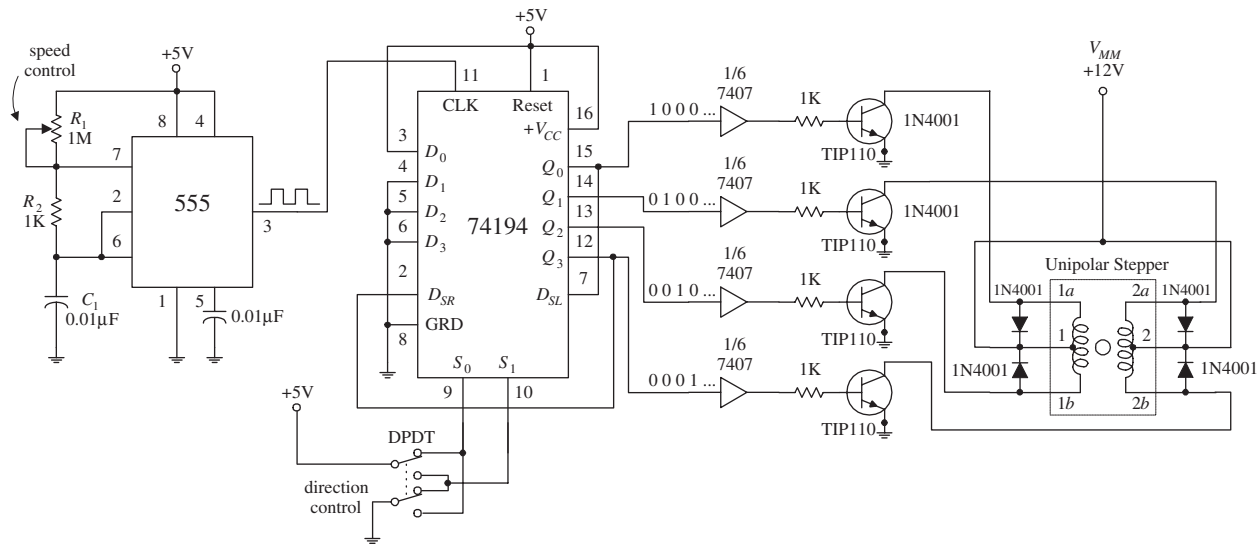 speed
control
+5V
R1
1M
R2
1K
C1
0.01μF
8
4
7
2
6
555
3
1
5
0.01μF
+5V
11
1
CLK
Reset
16
+VCC
3
D0
4
D1
5
D2
6
D3
74194
15
Q0
14
Q1
13
Q2
12
Q3
2
DSR
7
DSL
GRD
8
S0
S1
9
10
+5V
DPDT
direction
control
1/6
7407
1 0 0 0 ...
1K
1N4001
TIP110
1/6
7407
0 1 0 0 ...
1K
1N4001
TIP110
1/6
7407
0 0 1 0 ...
1K
TIP110
1/6
7407
0 0 0 1 ...
1K
TIP110
VMM
+12V
Unipolar Stepper
1N4001
1a
2a
1N4001
1
2
1N4001
1N4001
1b
2b